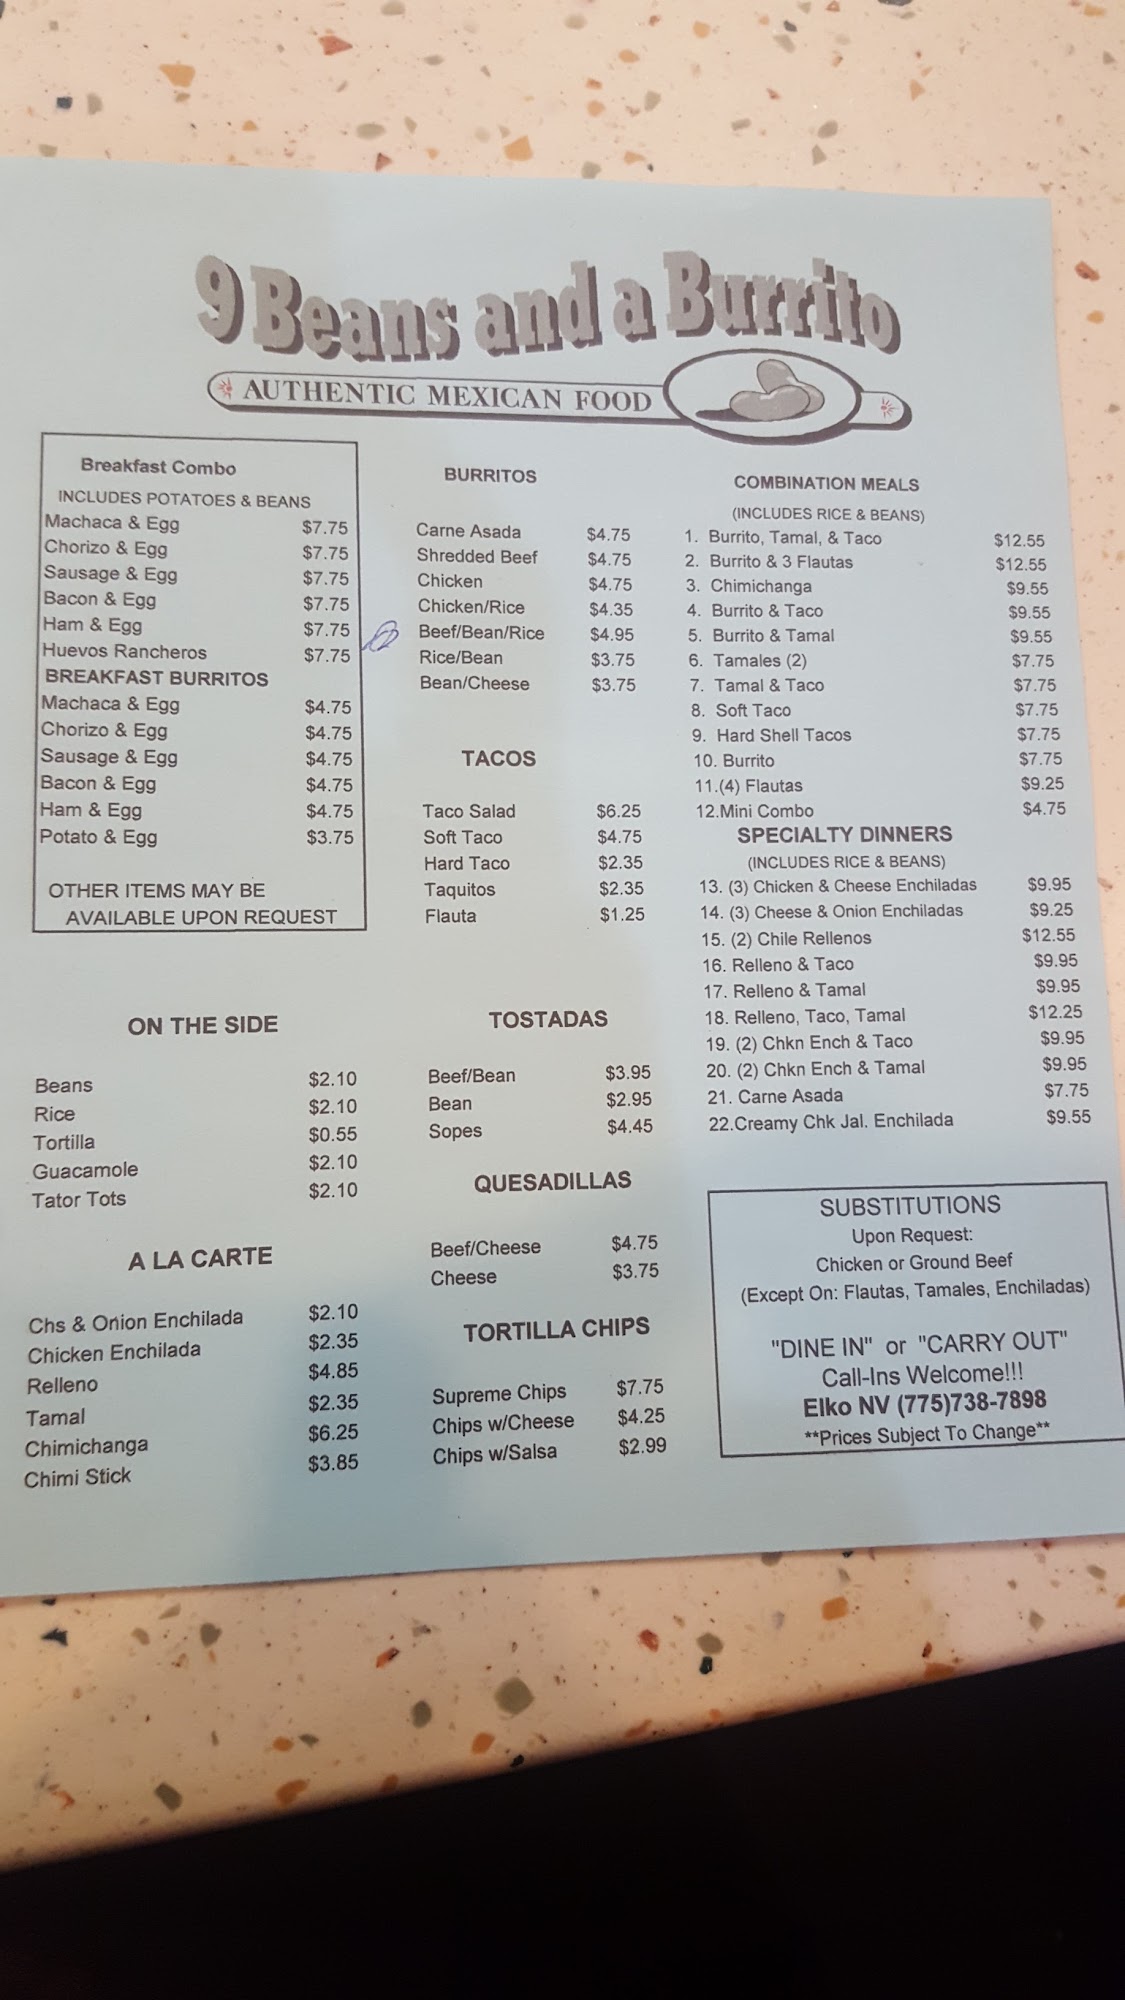 9 Beans and a Burrito
AUTHENTIC MEXICAN FOOD
Breakfast Combo
INCLUDES POTATOES & BEANS
Machaca & Egg $7.75
Chorizo & Egg $7.75
Sausage & Egg $7.75
Bacon & Egg $7.75
Ham & Egg $7.75
Huevos Rancheros $7.75
BREAKFAST BURRITOS
Machaca & Egg $4.75
Chorizo & Egg $4.75
Sausage & Egg $4.75
Bacon & Egg $4.75
Ham & Egg $4.75
Potato & Egg $3.75
OTHER ITEMS MAY BE
AVAILABLE UPON REQUEST
ON THE SIDE
Beans $2.10
Rice $2.10
Tortilla $0.55
Guacamole $2.10
Tator Tots $2.10
A LA CARTE
Chs & Onion Enchilada $2.10
Chicken Enchilada $2.35
Relleno $4.85
Tamal $2.35
Chimichanga $6.25
Chimi Stick $3.85
BURRITOS
Carne Asada $4.75
Shredded Beef $4.75
Chicken $4.75
Chicken/Rice $4.35
Beef/Bean/Rice $4.95
Rice/Bean $3.75
Bean/Cheese $3.75
TACOS
Taco Salad $6.25
Soft Taco $4.75
Hard Taco $2.35
Taquitos $2.35
Flauta $1.25
TOSTADAS
Beef/Bean $3.95
Bean $2.95
Sopes $4.45
QUESADILLAS
Beef/Cheese $4.75
Cheese $3.75
TORTILLA CHIPS
Supreme Chips $7.75
Chips w/Cheese $4.25
Chips w/Salsa $2.99
COMBINATION MEALS
(INCLUDES RICE & BEANS)
1. Burrito, Tamal, & Taco $12.55
2. Burrito & 3 Flautas $12.55
3. Chimichanga $9.55
4. Burrito & Taco $9.55
5. Burrito & Tamal $9.55
6. Tamales (2) $7.75
7. Tamal & Taco $7.75
8. Soft Taco $7.75
9. Hard Shell Tacos $7.75
10. Burrito $7.75
11.(4) Flautas $9.25
12.Mini Combo $4.75
SPECIALTY DINNERS
(INCLUDES RICE & BEANS)
13. (3) Chicken & Cheese Enchiladas $9.95
14. (3) Cheese & Onion Enchiladas $9.25
15. (2) Chile Rellenos $12.55
16. Relleno & Taco $9.95
17. Relleno & Tamal $9.95
18. Relleno, Taco, Tamal $12.25
19. (2) Chkn Ench & Taco $9.95
20. (2) Chkn Ench & Tamal $9.95
21. Carne Asada $7.75
22.Creamy Chk Jal. Enchilada $9.55
SUBSTITUTIONS
Upon Request:
Chicken or Ground Beef
(Except On: Flautas, Tamales, Enchiladas)
"DINE IN" or "CARRY OUT"
Call-Ins Welcome!!!
Elko NV (775)738-7898
**Prices Subject To Change**